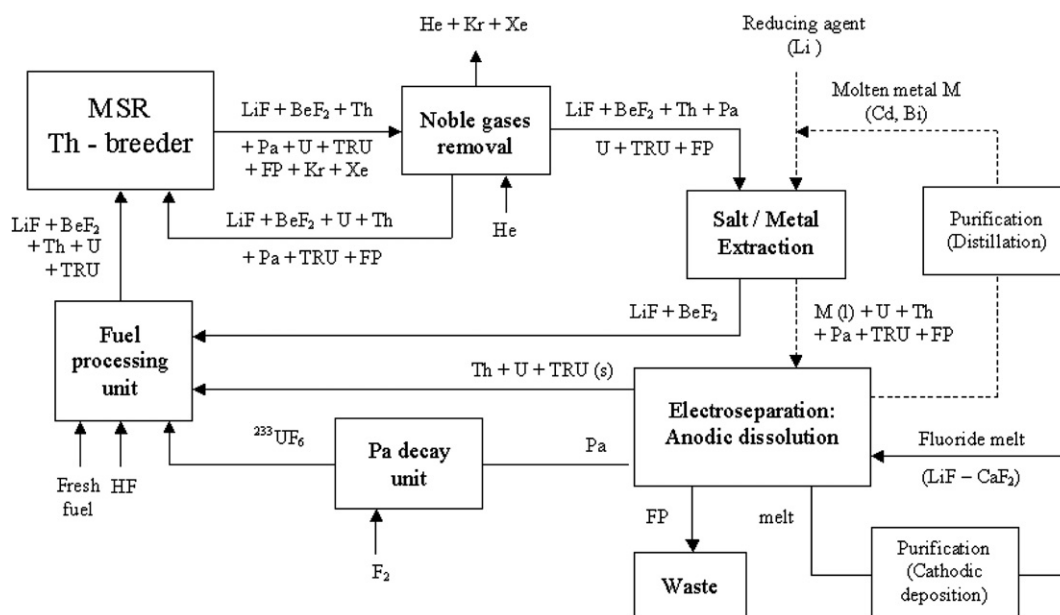 He + Kr + Xe
Reducing agent
(Li )
MSR
Th - breeder
LiF + BeF₂ + Th
+ Pa + U + TRU
+ FP + Kr + Xe
Noble gases
removal
LiF + BeF₂ + Th + Pa
U + TRU + FP
Molten metal M
(Cd, Bi)
LiF + BeF₂ + U + Th
+ Pa + TRU + FP
He
Salt / Metal
Extraction
Purification
(Distillation)
LiF + BeF₂
+ Th + U
+ TRU
Fuel
processing
unit
LiF + BeF₂
M (l) + U + Th
+ Pa + TRU + FP
Th + U + TRU (s)
Electroseparation:
Anodic dissolution
²³³UF₆
Pa decay
unit
Pa
Fluoride melt
(LiF – CaF₂)
Fresh
fuel
HF
F₂
FP
melt
Waste
Purification
(Cathodic
deposition)